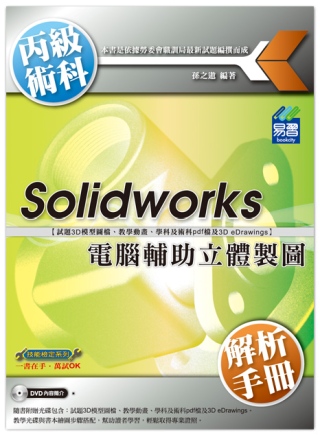 丙級
術科
本書是依據勞委會職訓局最新試題編撰而成
孫之遨 編著
易習
bookcity
Solidworks
【試題3D模型圖檔、教學動畫、學科及術科pdf檔及3D eDrawings】
電腦輔助立體製圖
技能檢定系列
一書在手，萬試OK
解析
手冊
DVD 內容簡介
隨書附贈光碟包含：試題3D模型圖檔、教學動畫、學科及術科pdf檔及3D eDrawings。
教學光碟與書本繪圖步驟搭配，幫助讀者學習，輕鬆取得專業證照。